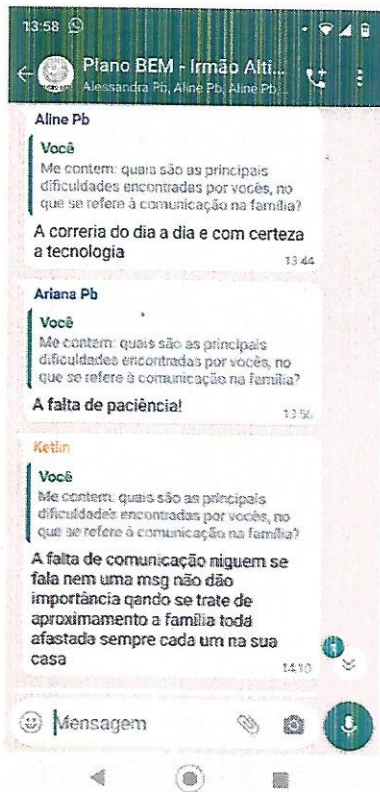 13:58
Plano BEM - Irmão Alti...
Alessandra Pb, Aline Pb, Aline Pb,...
Aline Pb
Você
Me contem: quais são as principais
dificuldades encontradas por vocês, no
que se refere à comunicação na família?
A correria do dia a dia e com certeza
a tecnologia
13:44
Ariana Pb
Você
Me contem: quais são as principais
dificuldades encontradas por vocês, no
que se refere à comunicação na família?
A falta de paciência!
13:56
Ketlin
Você
Me contem: quais são as principais
dificuldades encontradas por vocês, no
que se refere à comunicação na família?
A falta de comunicação niguem se
fala nem uma msg não dão
importância qando se trate de
aproximamento a família toda
afastada sempre cada um na sua
casa
14:10
Mensagem